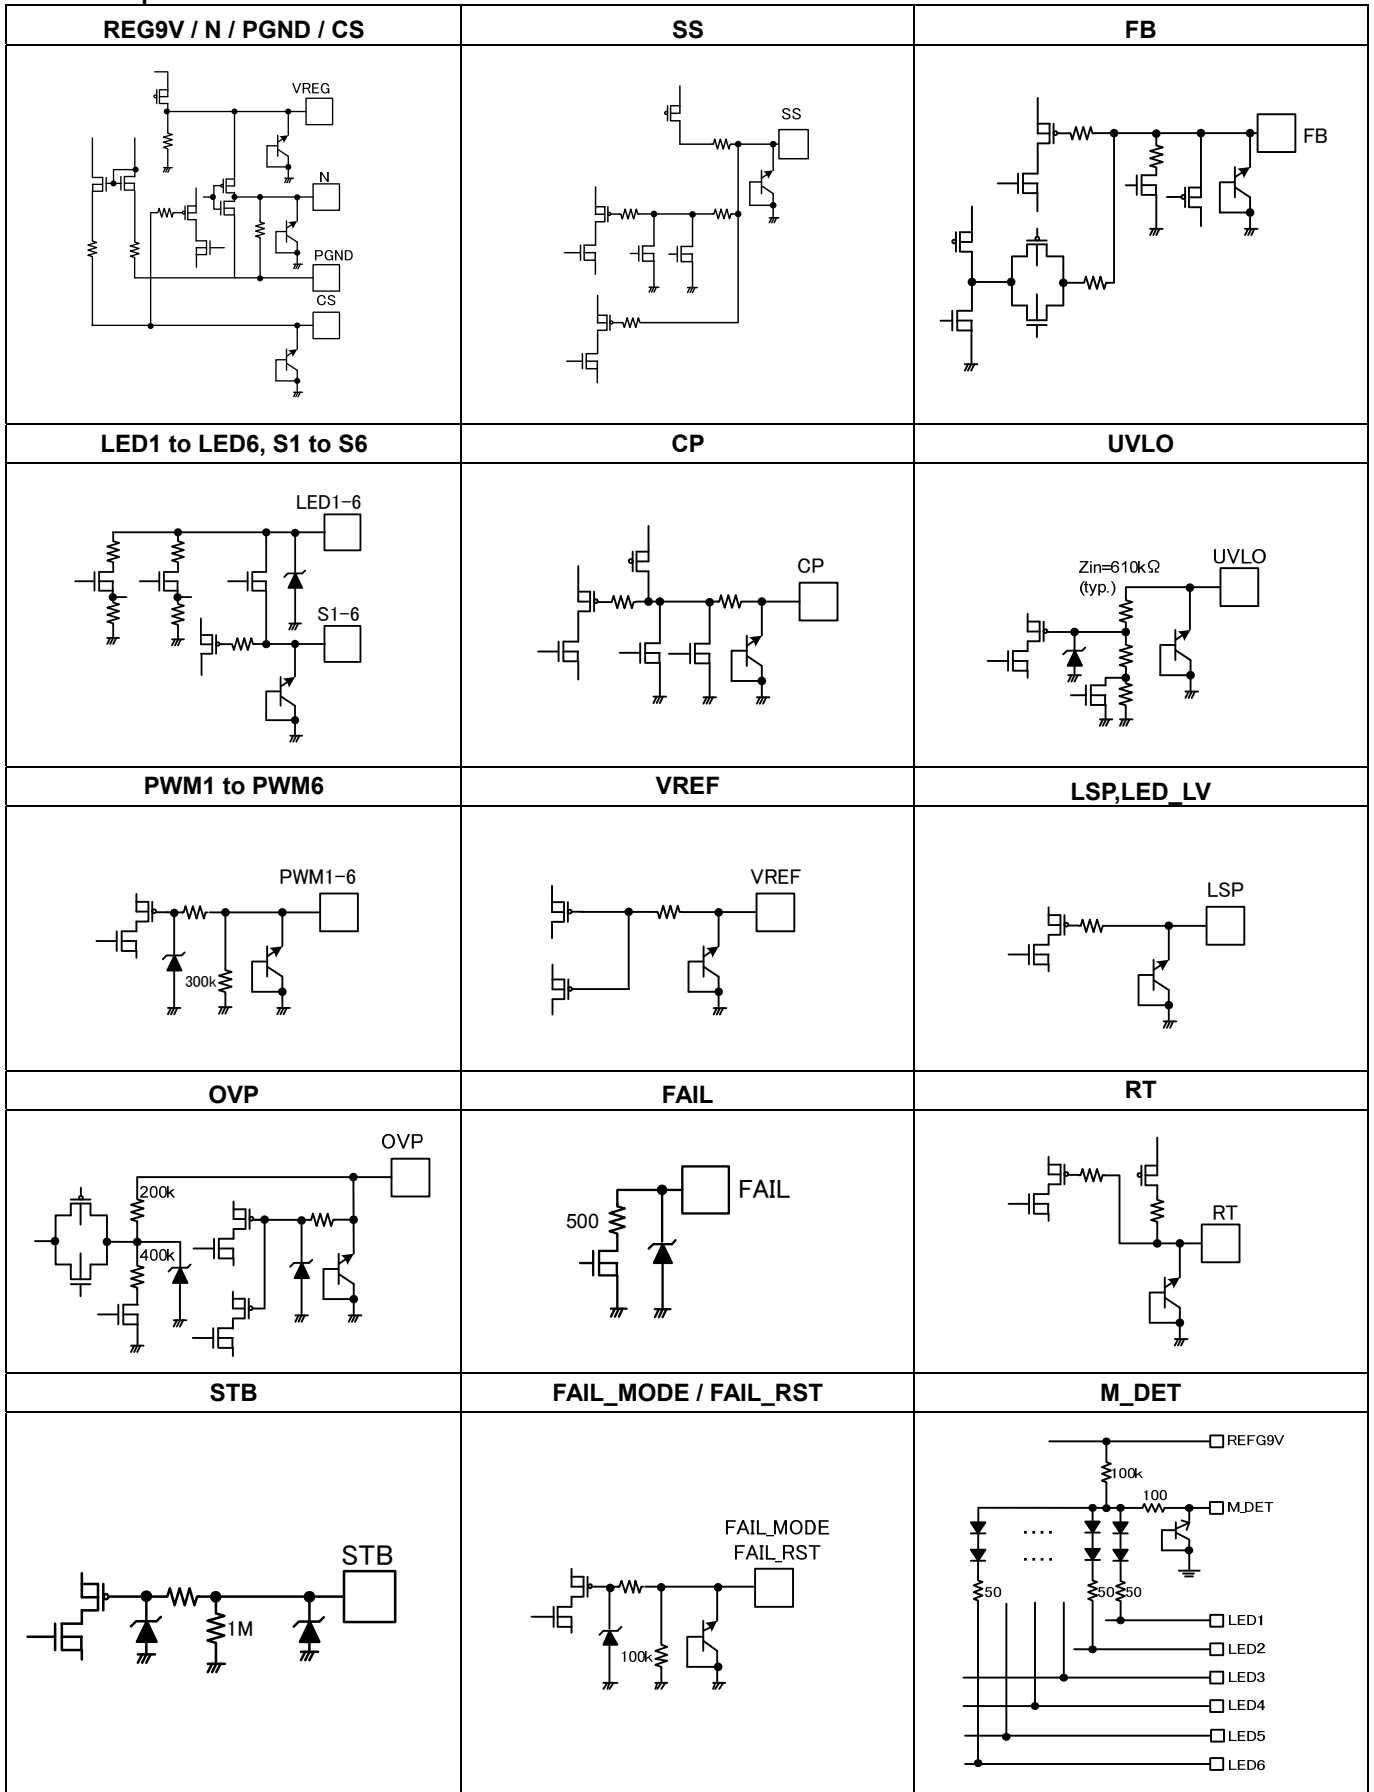 REG9V / N / PGND / CS
SS
FB
VREG
N
PGND
CS
SS
FB
LED1 to LED6, S1 to S6
CP
UVLO
LED1-6
S1-6
CP
Zin=610kΩ
(typ.)
UVLO
PWM1 to PWM6
VREF
LSP,LED_LV
PWM1-6
300k
VREF
LSP
OVP
FAIL
RT
OVP
200k
400k
FAIL
500
RT
STB
FAIL_MODE / FAIL_RST
M_DET
STB
1M
FAIL_MODE
FAIL_RST
100k
REFG9V
100k
100
M_DET
50
50
50
LED1
LED2
LED3
LED4
LED5
LED6